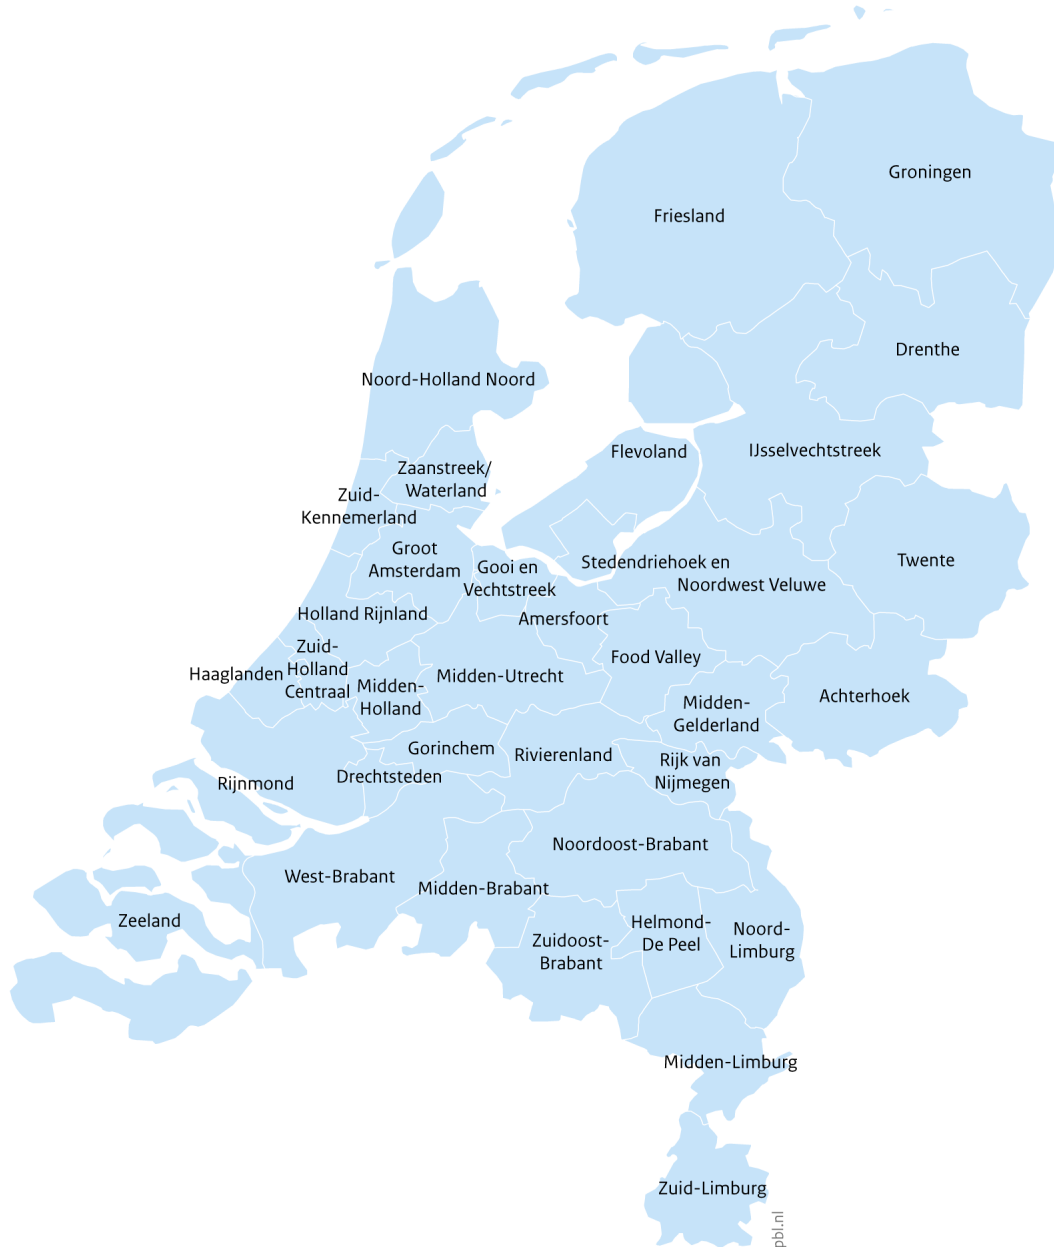 Groningen
Friesland
Drenthe
Noord-Holland Noord
IJsselvechtstreek
Flevoland
Zaanstreek/
Waterland
Zuid-
Kennemerland
Groot
Amsterdam
Gooi en
Vechtstreek
Stedendriehoek en
Noordwest Veluwe
Twente
Holland Rijnland
Amersfoort
Food Valley
Haaglanden
Zuid-
Holland
Centraal
Midden-
Holland
Midden-Utrecht
Midden-
Gelderland
Achterhoek
Gorinchem
Rivierenland
Rijk van
Nijmegen
Drechtsteden
Rijnmond
Noordoost-Brabant
West-Brabant
Midden-Brabant
Zeeland
Zuidoost-
Brabant
Helmond-
De Peel
Noord-
Limburg
Midden-Limburg
Zuid-Limburg
pbl.nl